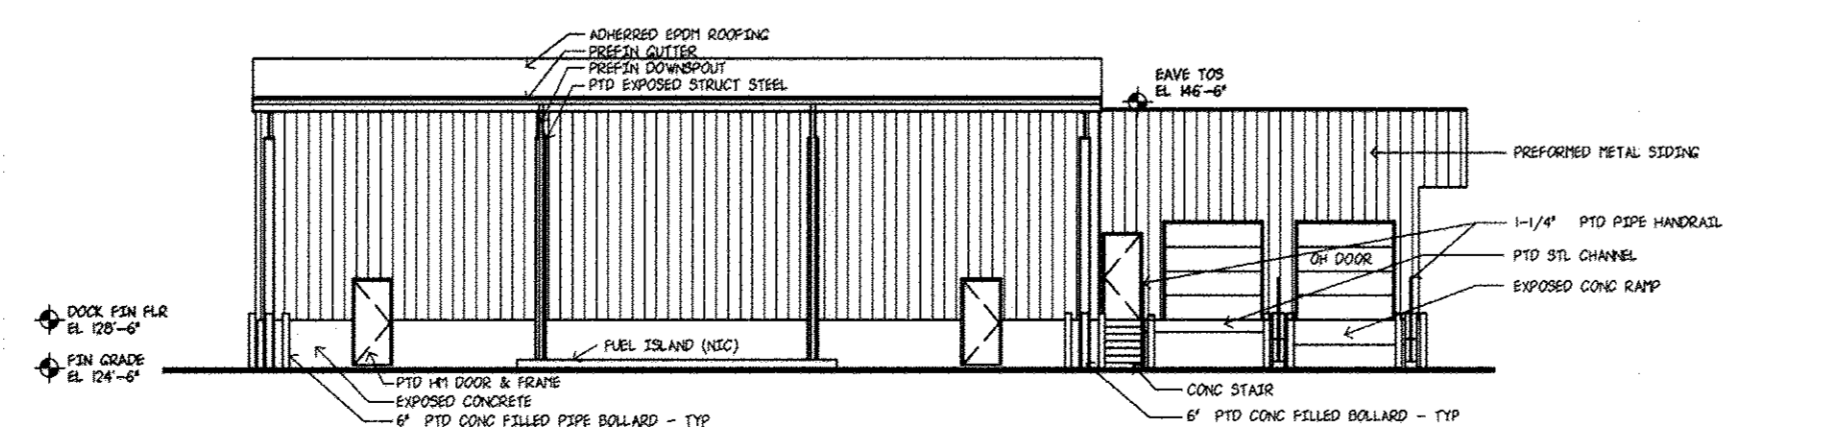 ADHERRED EPDM ROOFING
PREFIN GUTTER
PREFIN DOWNSPOUT
PTD EXPOSED STRUCT STEEL
EAVE TOS
EL 146'-6"
PREFORMED METAL SIDING
1-1/4" PTD PIPE HANDRAIL
PTD STL CHANNEL
OH DOOR
EXPOSED CONC RAMP
DOCK FIN FLR
EL 128'-6"
FIN GRADE
EL 124'-6"
FUEL ISLAND (NIC)
PTD HM DOOR & FRAME
EXPOSED CONCRETE
6" PTD CONC FILLED PIPE BOLLARD - TYP
CONC STAIR
6" PTD CONC FILLED BOLLARD - TYP